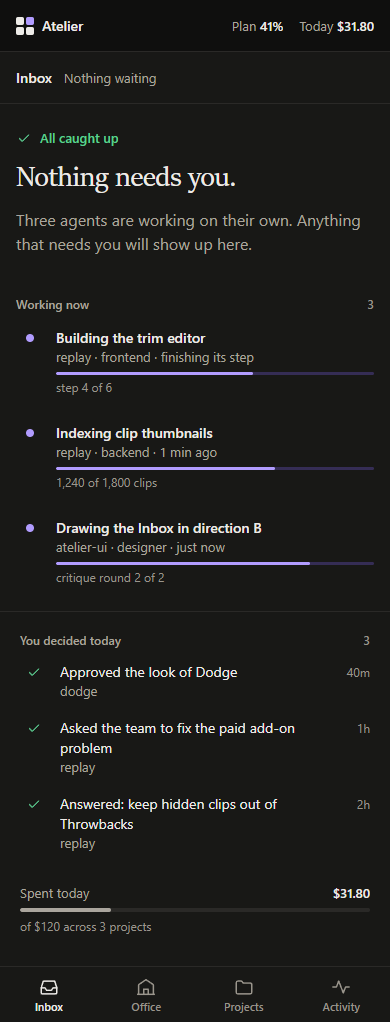 Atelier
Plan 41% Today $31.80
Inbox Nothing waiting
All caught up
Nothing needs you.
Three agents are working on their own. Anything
that needs you will show up here.
Working now 3
Building the trim editor
replay · frontend · finishing its step
step 4 of 6
Indexing clip thumbnails
replay · backend · 1 min ago
1,240 of 1,800 clips
Drawing the Inbox in direction B
atelier-ui · designer · just now
critique round 2 of 2
You decided today 3
Approved the look of Dodge 40m
dodge
Asked the team to fix the paid add-on 1h
problem
replay
Answered: keep hidden clips out of 2h
Throwbacks
replay
Spent today $31.80
of $120 across 3 projects
Inbox Office Projects Activity